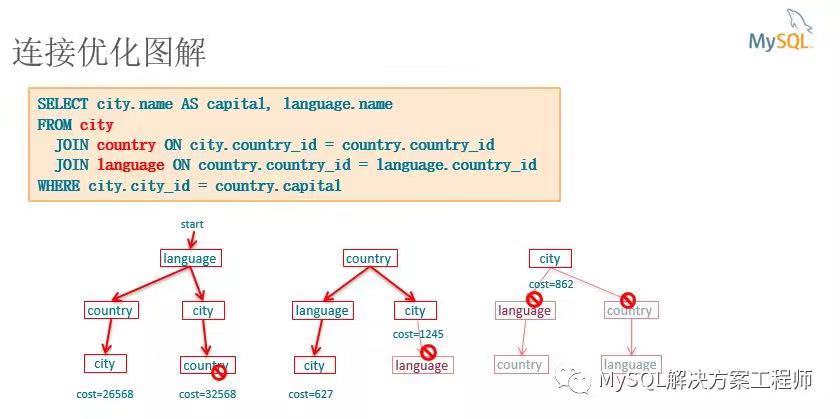 连接优化图解
MySQL
SELECT city.name AS capital, language.name
FROM city
JOIN country ON city.country_id = country.country_id
JOIN language ON country.country_id = language.country_id
WHERE city.city_id = country.capital
start
language
country
city
country
city
language
city
cost=862
language
country
cost=1245
city
country
city
language
country
language
cost=26568
cost=32568
cost=627
MySQL解决方案工程师